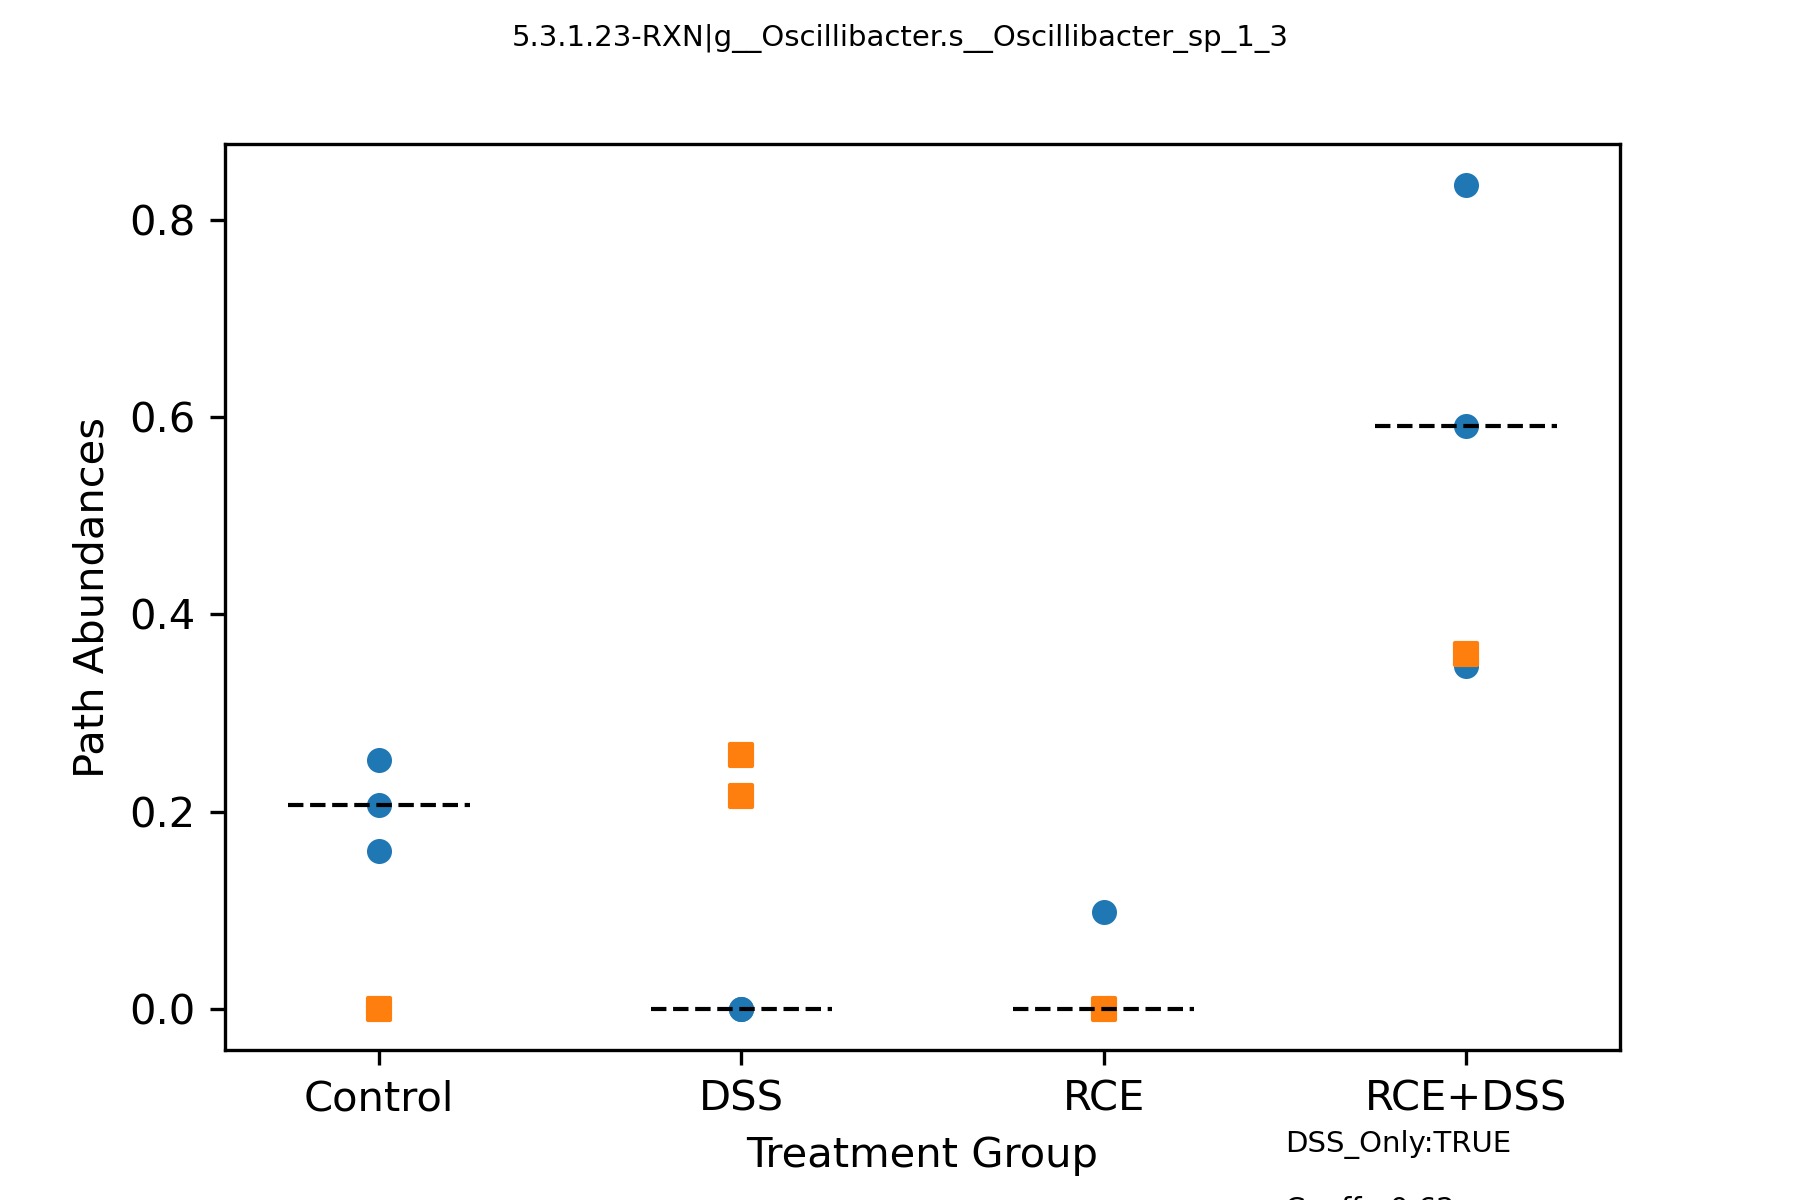 5.3.1.23-RXN|g__Oscillibacter.s__Oscillibacter_sp_1_3
0.8
0.6
0.4
0.2
0.0
Path Abundances
Control DSS RCE RCE+DSS
Treatment Group
DSS_Only:TRUE